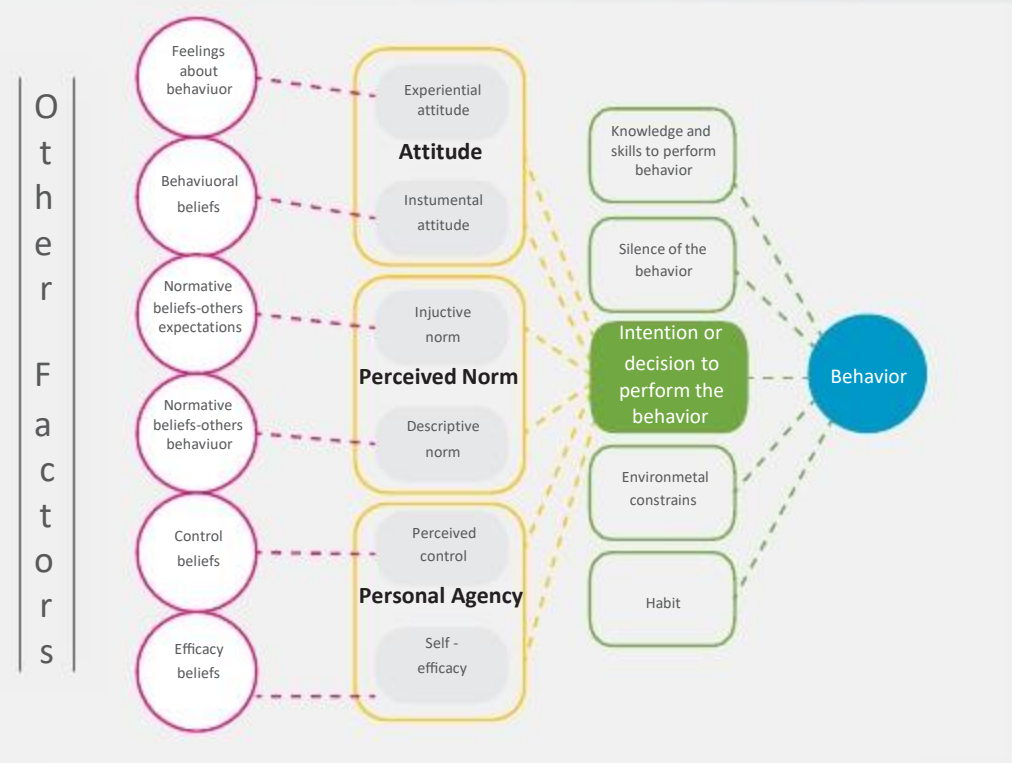 Other Factors
Feelings
about
behaviuor
Behaviuoral
beliefs
Normative
beliefs-others
expectations
Normative
beliefs-others
behaviuor
Control
beliefs
Efficacy
beliefs
Experiential
attitude
Attitude
Instumental
attitude
Injuctive
norm
Perceived Norm
Descriptive
norm
Perceived
control
Personal Agency
Self -
efficacy
Knowledge and
skills to perform
behavior
Silence of the
behavior
Intention or
decision to
perform the
behavior
Environmetal
constrains
Habit
Behavior